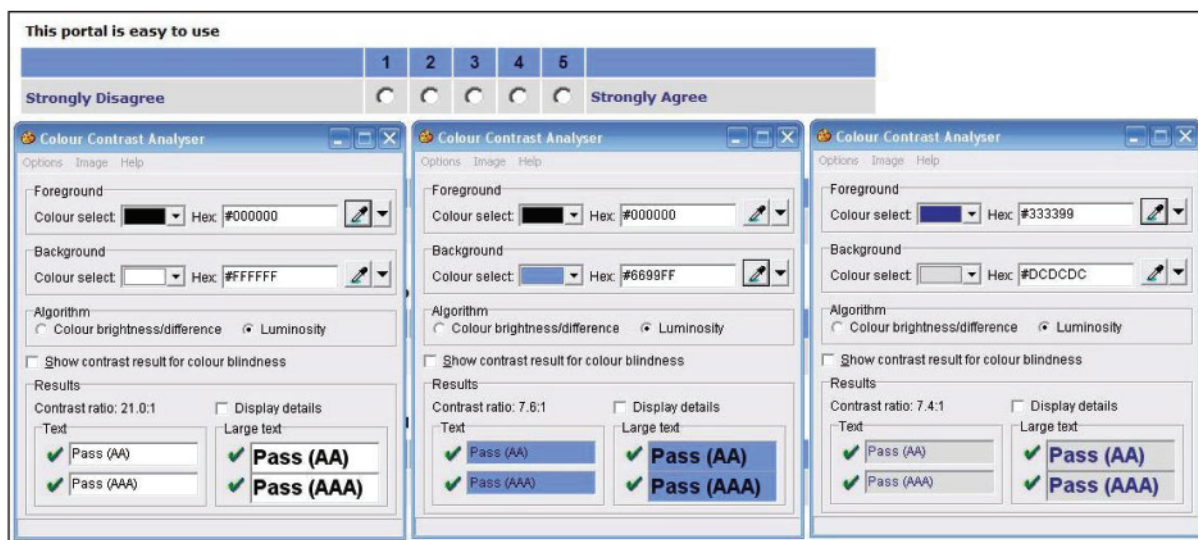 This portal is easy to use
1 2 3 4 5
Strongly Disagree Strongly Agree
Colour Contrast Analyser
Options Image Help
Foreground
Colour select: Hex: #000000
Background
Colour select: Hex: #FFFFFF
Algorithm
Colour brightness/difference Luminosity
Show contrast result for colour blindness
Results
Contrast ratio: 21.0:1 Display details
Text Large text
Pass (AA) Pass (AA)
Pass (AAA) Pass (AAA)
Colour Contrast Analyser
Options Image Help
Foreground
Colour select: Hex: #000000
Background
Colour select: Hex: #6699FF
Algorithm
Colour brightness/difference Luminosity
Show contrast result for colour blindness
Results
Contrast ratio: 7.6:1 Display details
Text Large text
Pass (AA) Pass (AA)
Pass (AAA) Pass (AAA)
Colour Contrast Analyser
Options Image Help
Foreground
Colour select: Hex: #333399
Background
Colour select: Hex: #DCDCDC
Algorithm
Colour brightness/difference Luminosity
Show contrast result for colour blindness
Results
Contrast ratio: 7.4:1 Display details
Text Large text
Pass (AA) Pass (AA)
Pass (AAA) Pass (AAA)